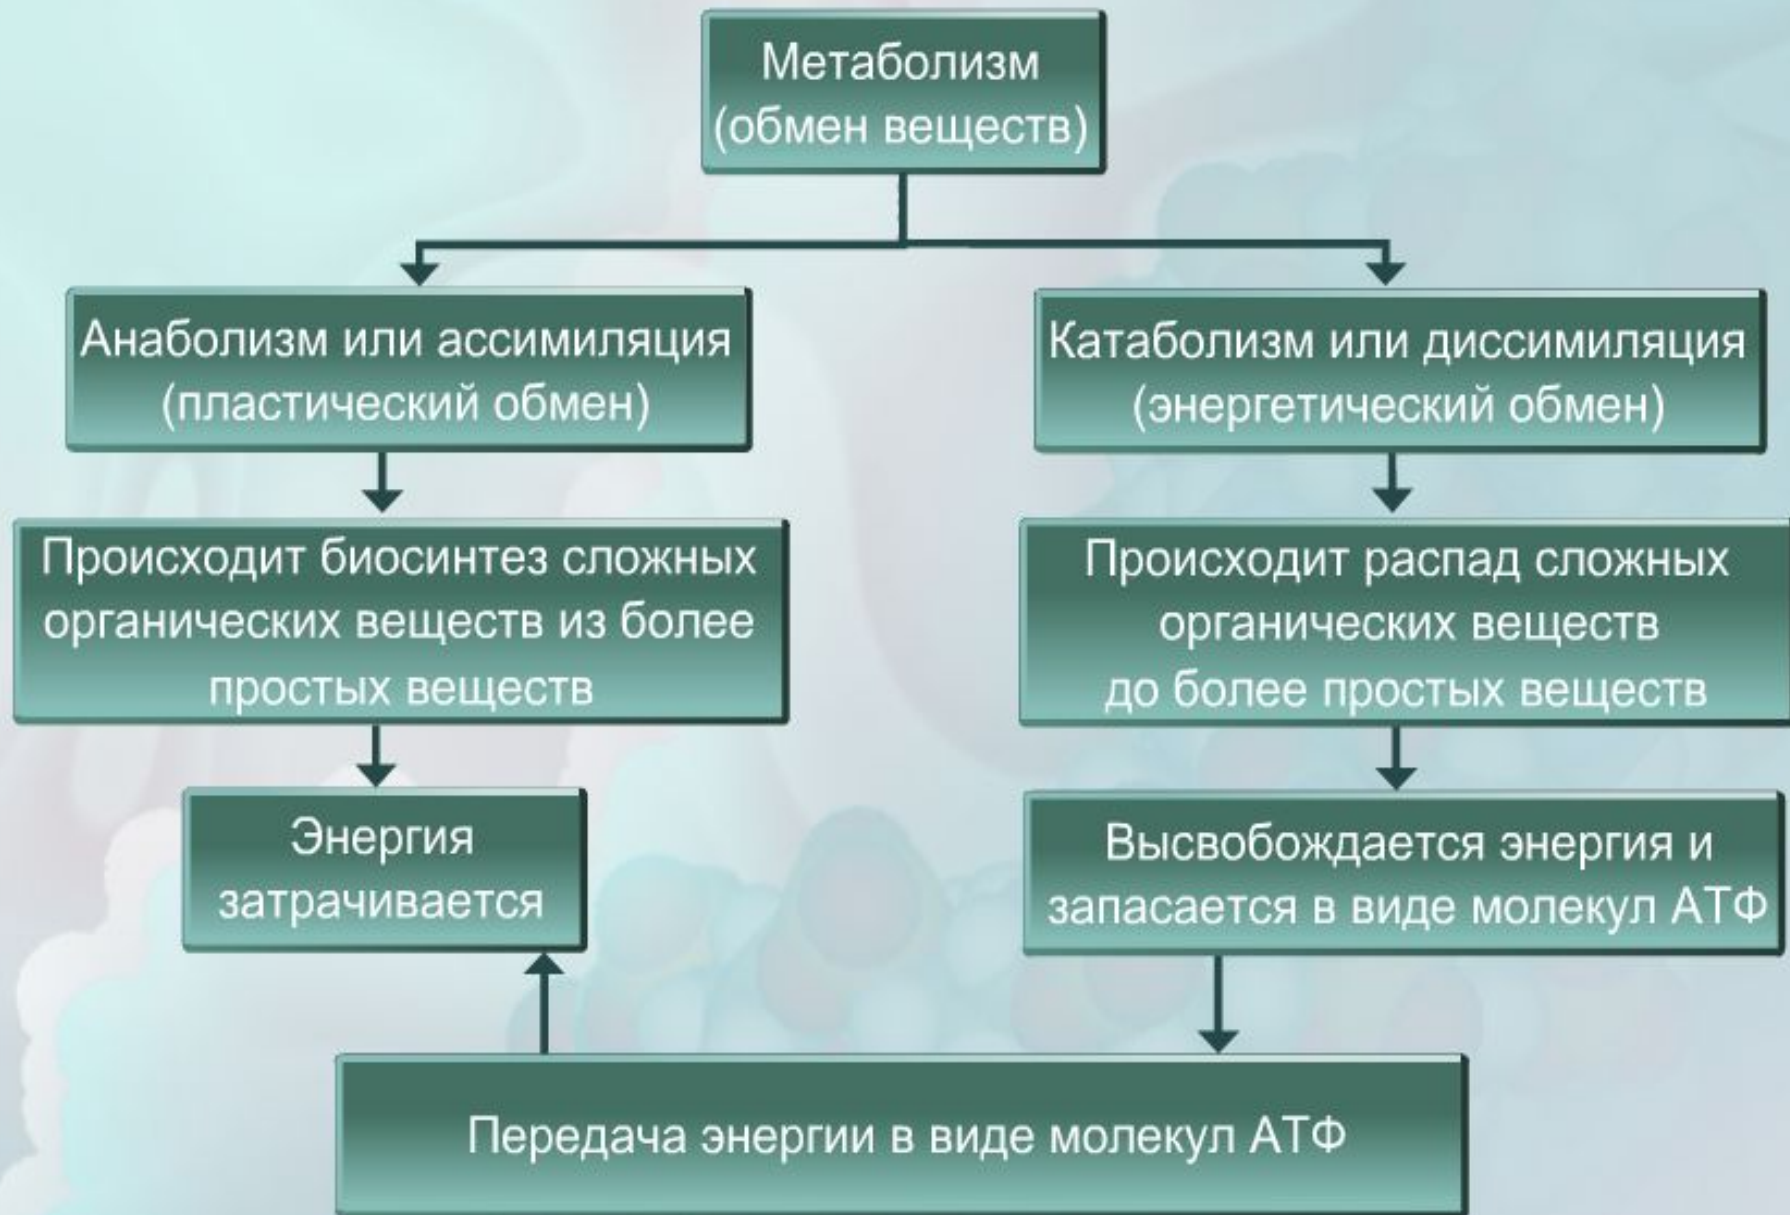 Метаболизм
(обмен веществ)
Анаболизм или ассимиляция
(пластический обмен)
Катаболизм или диссимиляция
(энергетический обмен)
Происходит биосинтез сложных
органических веществ из более
простых веществ
Происходит распад сложных
органических веществ
до более простых веществ
Энергия
затрачивается
Высвобождается энергия и
запасается в виде молекул АТФ
Передача энергии в виде молекул АТФ